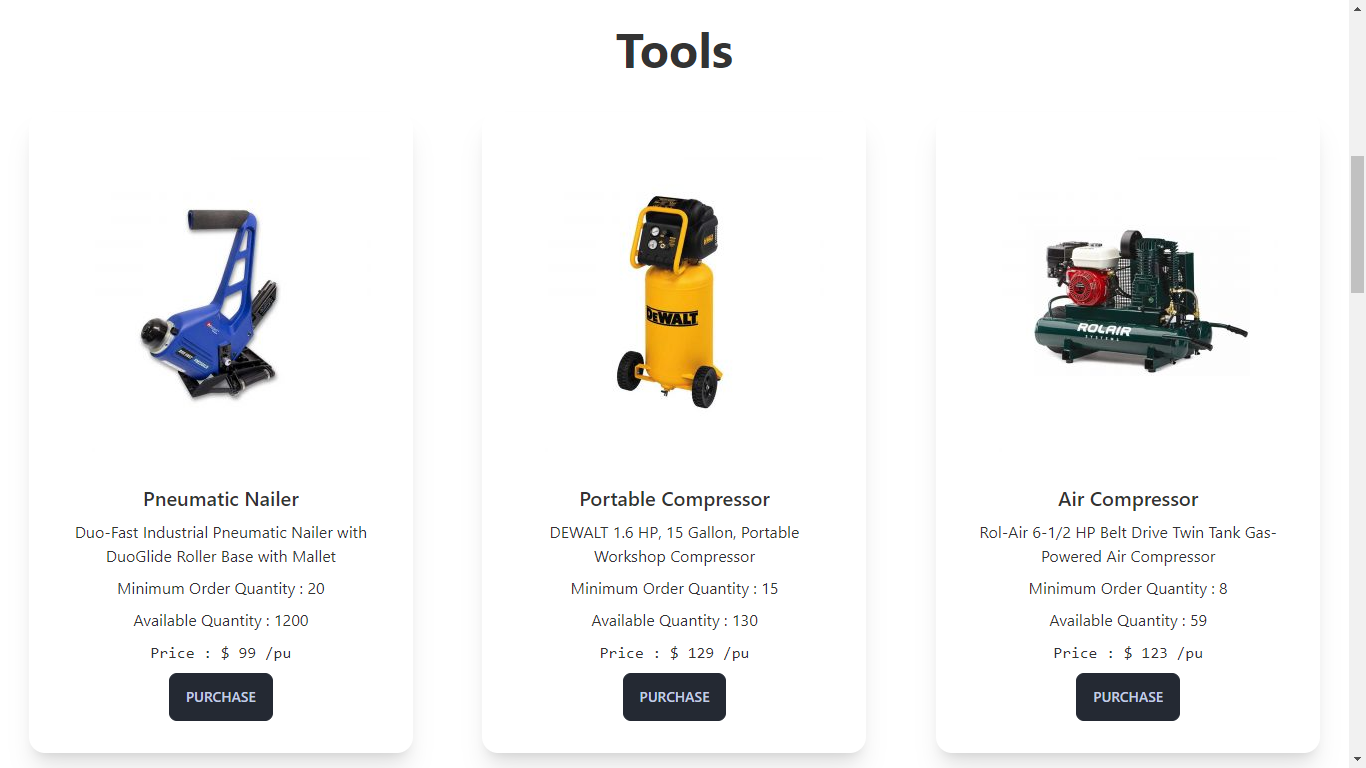 Tools
DEWALT
ROLAIR
SYSTEMS
Pneumatic Nailer
Duo-Fast Industrial Pneumatic Nailer with
DuoGlide Roller Base with Mallet
Minimum Order Quantity : 20
Available Quantity : 1200
Price : $ 99 /pu
PURCHASE
Portable Compressor
DEWALT 1.6 HP, 15 Gallon, Portable
Workshop Compressor
Minimum Order Quantity : 15
Available Quantity : 130
Price : $ 129 /pu
PURCHASE
Air Compressor
Rol-Air 6-1/2 HP Belt Drive Twin Tank Gas-
Powered Air Compressor
Minimum Order Quantity : 8
Available Quantity : 59
Price : $ 123 /pu
PURCHASE